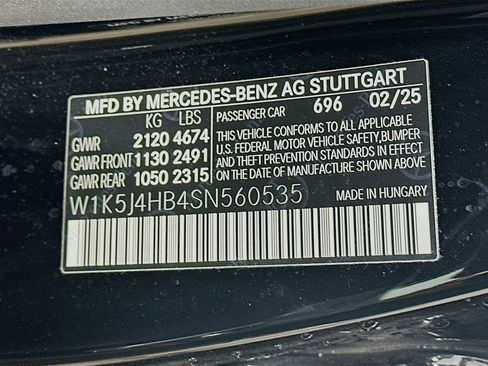 MFD BY MERCEDES-BENZ AG STUTTGART
KG LBS PASSENGER CAR 696 02/25
GVWR 2120 4674 THIS VEHICLE CONFORMS TO ALL APPLICABLE
GAWR FRONT 1130 2491 U.S. FEDERAL MOTOR VEHICLE SAFETY, BUMPER
GAWR REAR 1050 2315 AND THEFT PREVENTION STANDARDS IN EFFECT
ON THE DATE OF MANUFACTURE SHOWN ABOVE.
W1K5J4HB4SN560535 MADE IN HUNGARY